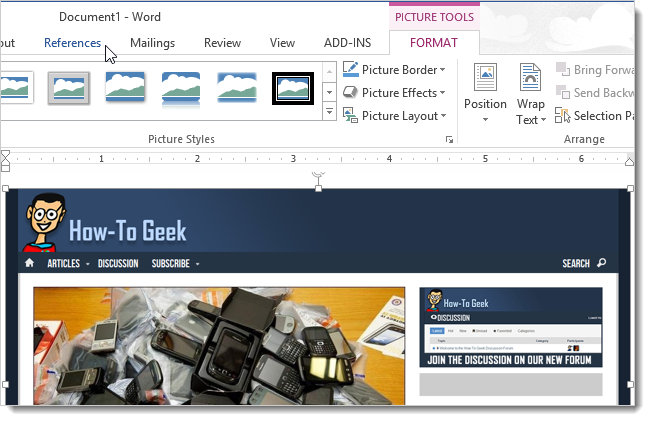 Document1 - Word
PICTURE TOOLS
out References Mailings Review View ADD-INS FORMAT
Picture Border
Picture Effects
Picture Layout
Position
Wrap
Text
Bring Forwa
Send Backw
Selection Pa
Picture Styles
Arrange
1 2 3 4 5 6
How-To Geek
ARTICLES DISCUSSION SUBSCRIBE SEARCH
How-To Geek
DISCUSSION
JOIN THE DISCUSSION ON OUR NEW FORUM